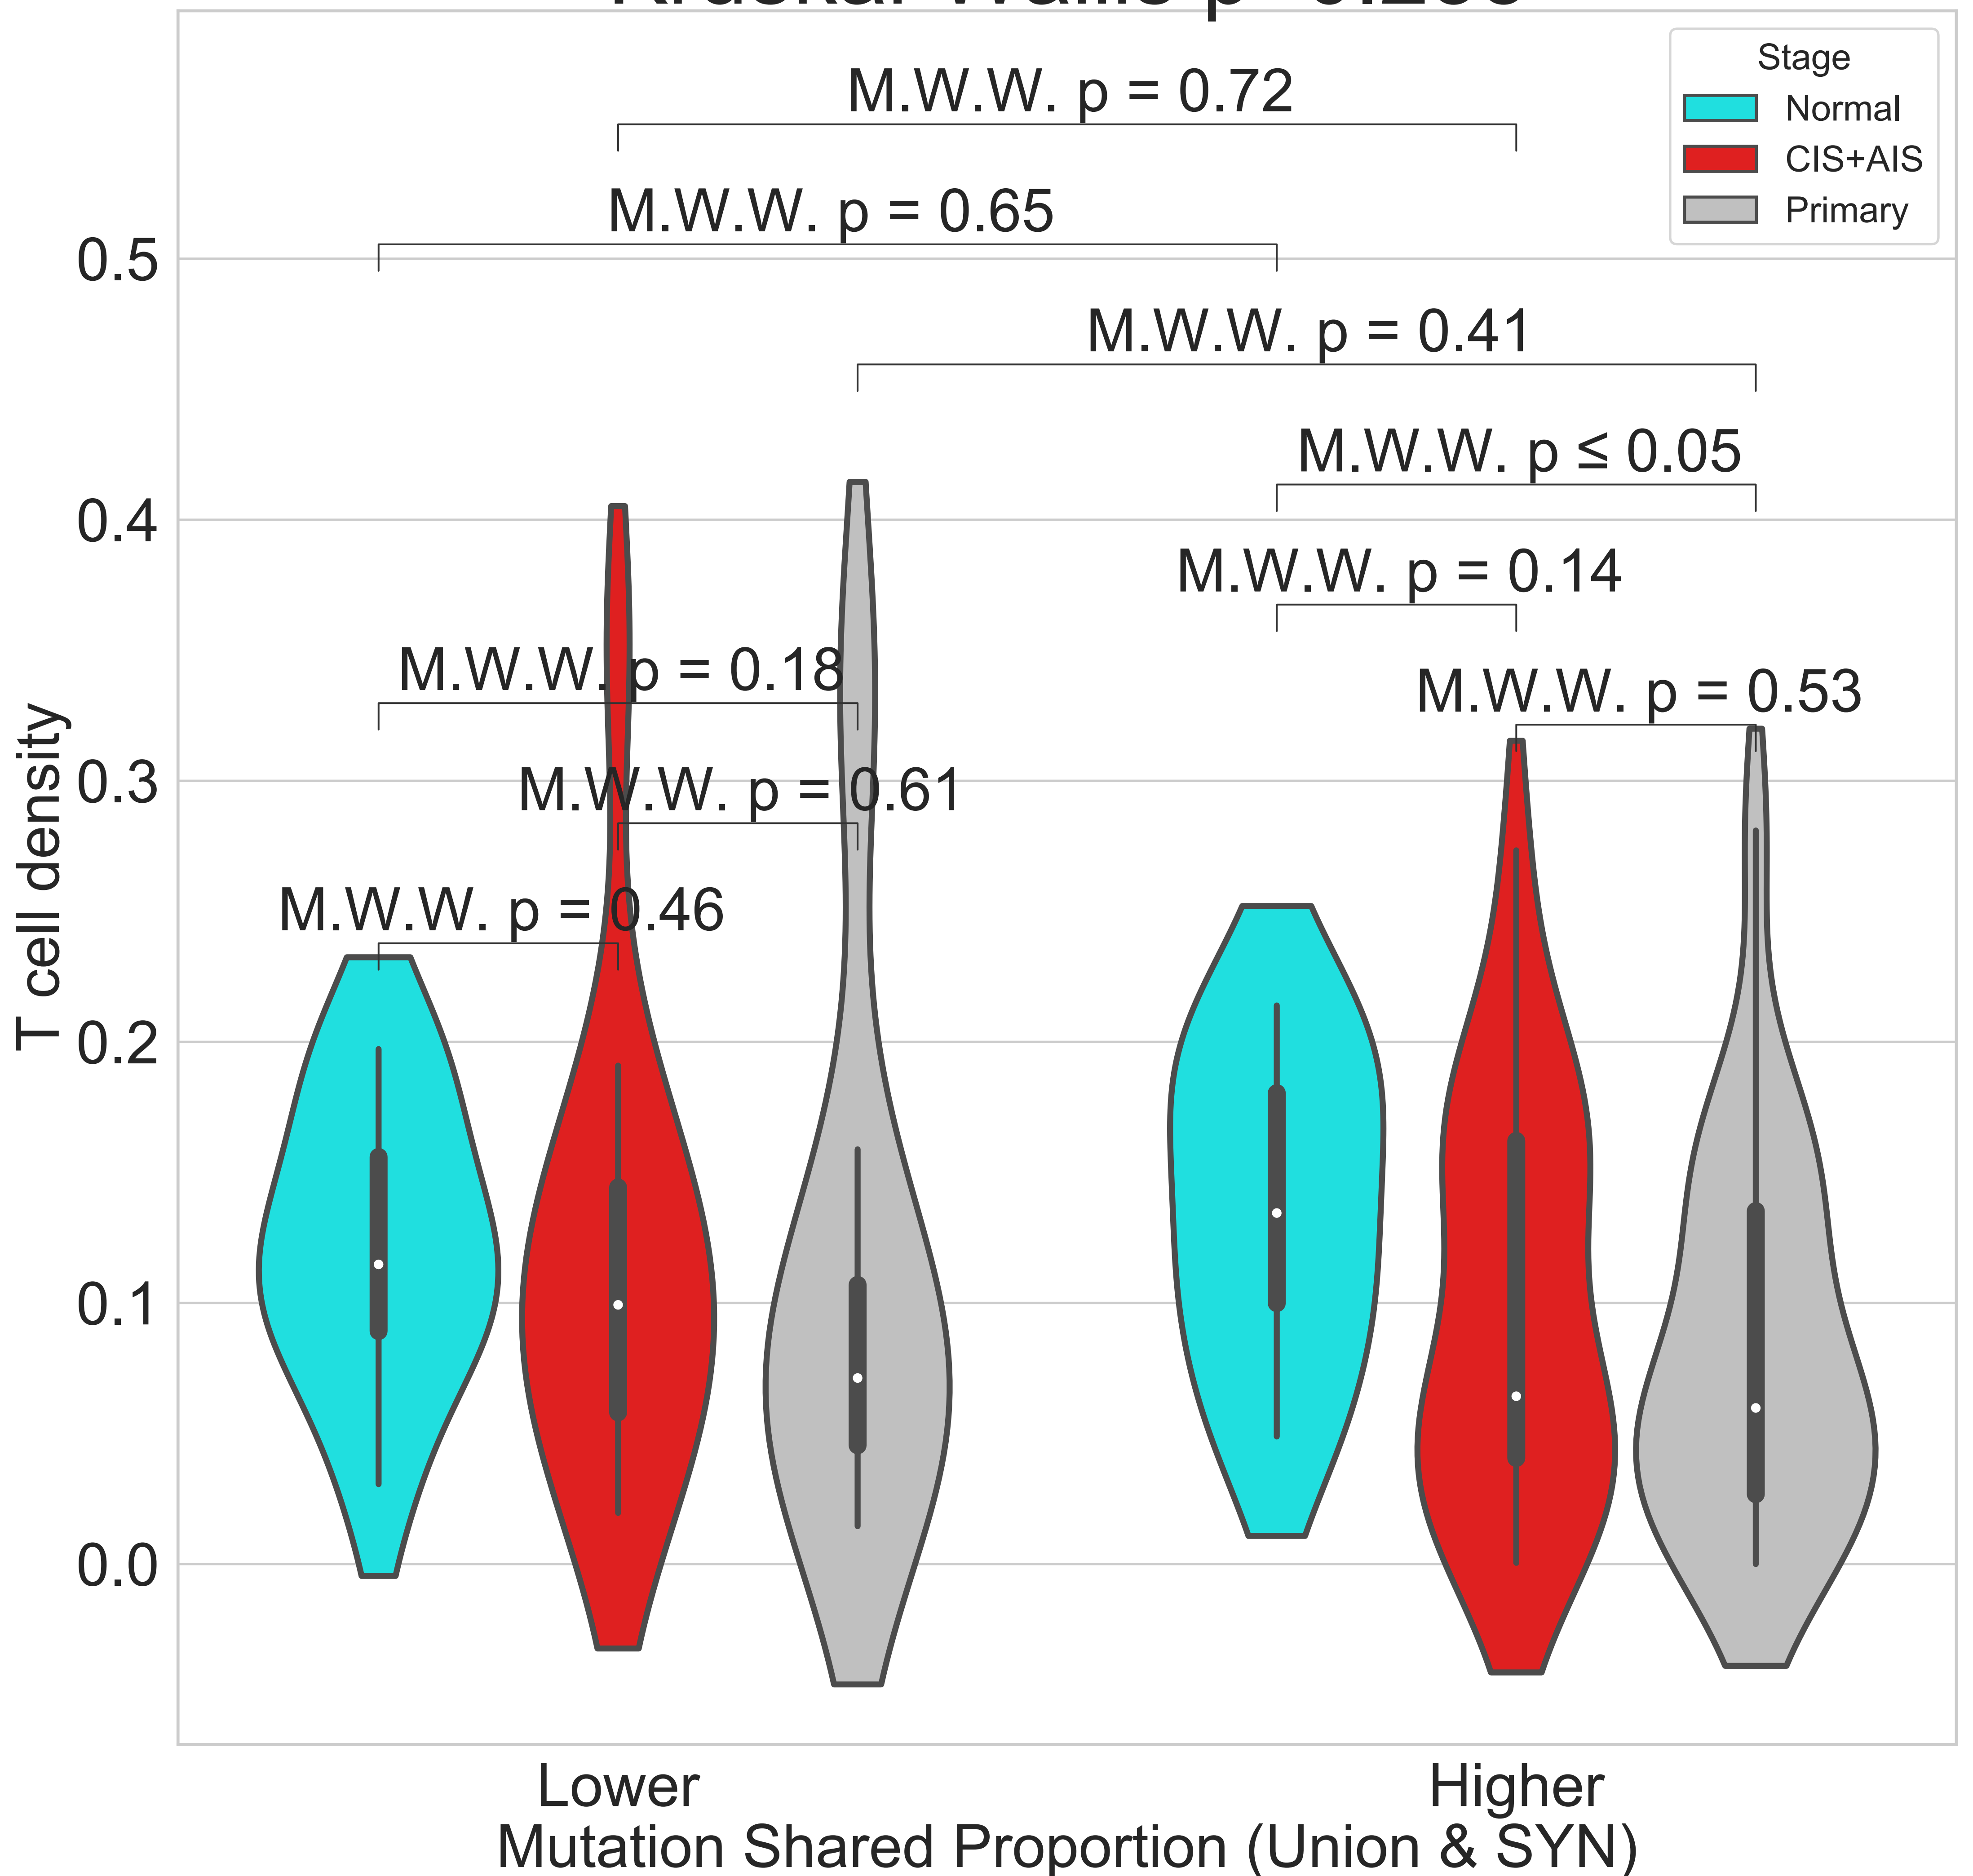 Stage
Normal
CIS+AIS
Primary
M.W.W. p = 0.72
M.W.W. p = 0.65
M.W.W. p = 0.41
M.W.W. p ≤ 0.05
M.W.W. p = 0.14
M.W.W. p = 0.18
M.W.W. p = 0.53
M.W.W. p = 0.61
M.W.W. p = 0.46
T cell density
0.5
0.4
0.3
0.2
0.1
0.0
Lower
Higher
Mutation Shared Proportion (Union & SYN)